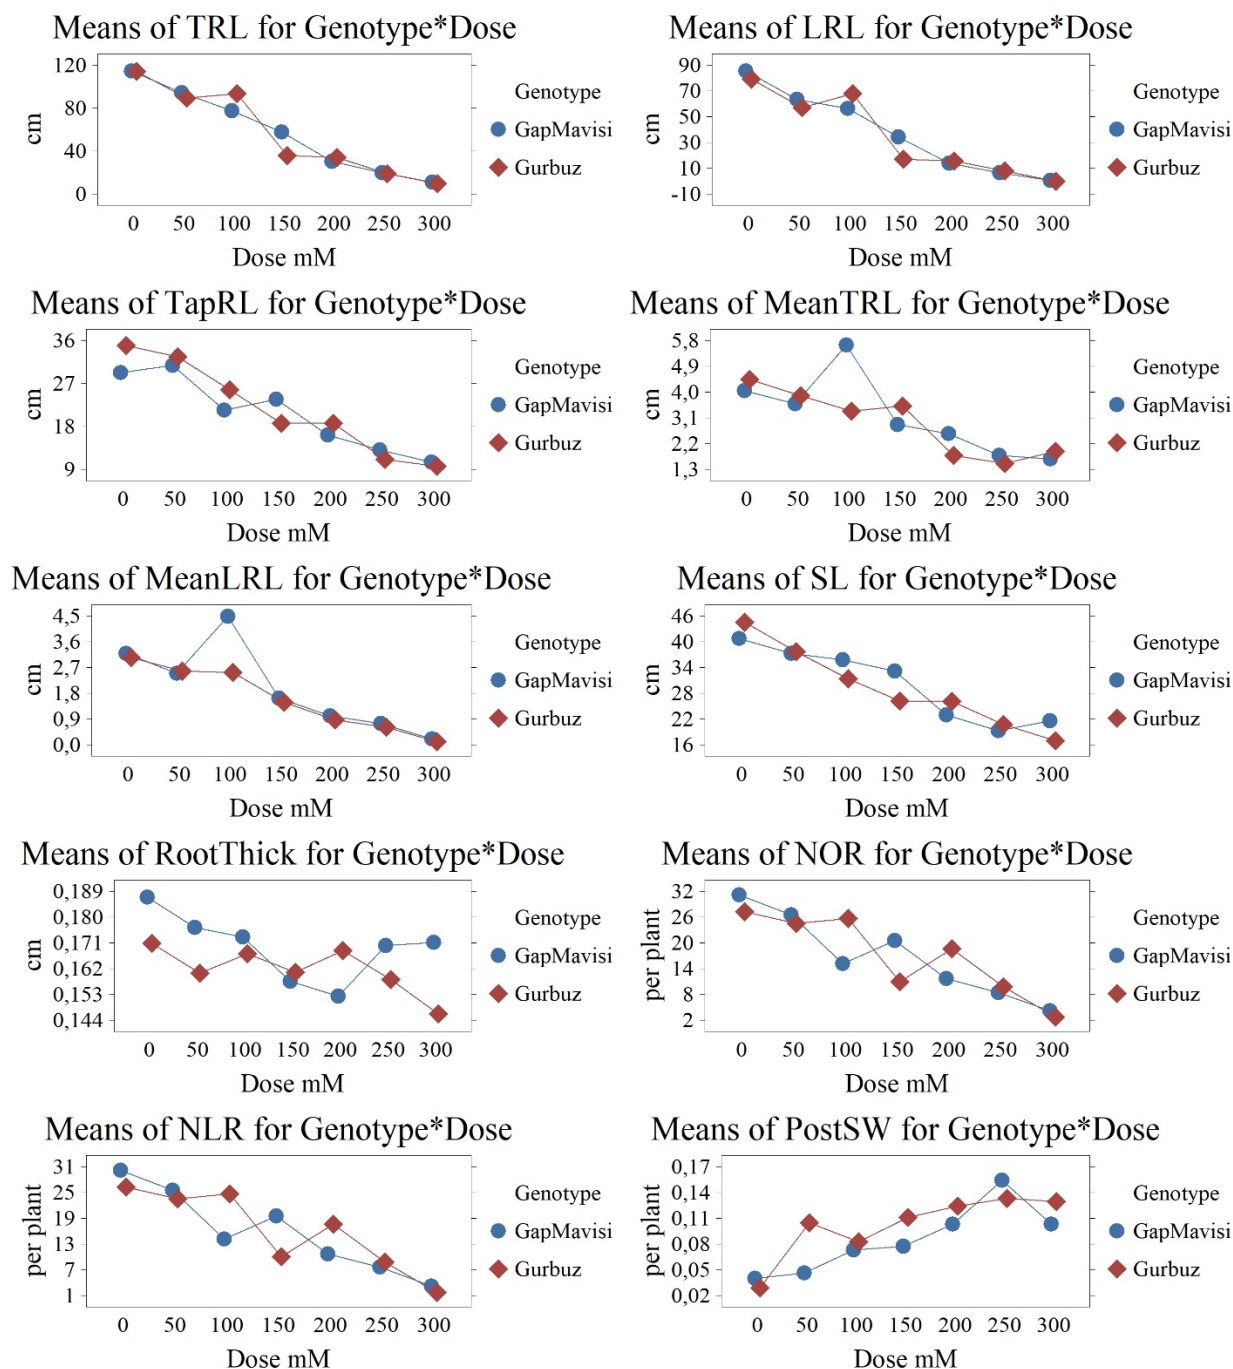 Means of TRL for Genotype*Dose
120
80
40
0
cm
0 50 100 150 200 250 300
Dose mM
Genotype
GapMavisi
Gurbuz
Means of LRL for Genotype*Dose
90
70
50
30
10
-10
cm
0 50 100 150 200 250 300
Dose mM
Genotype
GapMavisi
Gurbuz
Means of TapRL for Genotype*Dose
36
27
18
9
cm
0 50 100 150 200 250 300
Dose mM
Genotype
GapMavisi
Gurbuz
Means of MeanTRL for Genotype*Dose
5,8
4,9
4,0
3,1
2,2
1,3
cm
0 50 100 150 200 250 300
Dose mM
Genotype
GapMavisi
Gurbuz
Means of MeanLRL for Genotype*Dose
4,5
3,6
2,7
1,8
0,9
0,0
cm
0 50 100 150 200 250 300
Dose mM
Genotype
GapMavisi
Gurbuz
Means of SL for Genotype*Dose
46
40
34
28
22
16
cm
0 50 100 150 200 250 300
Dose mM
Genotype
GapMavisi
Gurbuz
Means of RootThick for Genotype*Dose
0,189
0,180
0,171
0,162
0,153
0,144
cm
0 50 100 150 200 250 300
Dose mM
Genotype
GapMavisi
Gurbuz
Means of NOR for Genotype*Dose
32
26
20
14
8
2
per plant
0 50 100 150 200 250 300
Dose mM
Genotype
GapMavisi
Gurbuz
Means of NLR for Genotype*Dose
31
25
19
13
7
1
per plant
0 50 100 150 200 250 300
Dose mM
Genotype
GapMavisi
Gurbuz
Means of PostSW for Genotype*Dose
0,17
0,14
0,11
0,08
0,05
0,02
per plant
0 50 100 150 200 250 300
Dose mM
Genotype
GapMavisi
Gurbuz